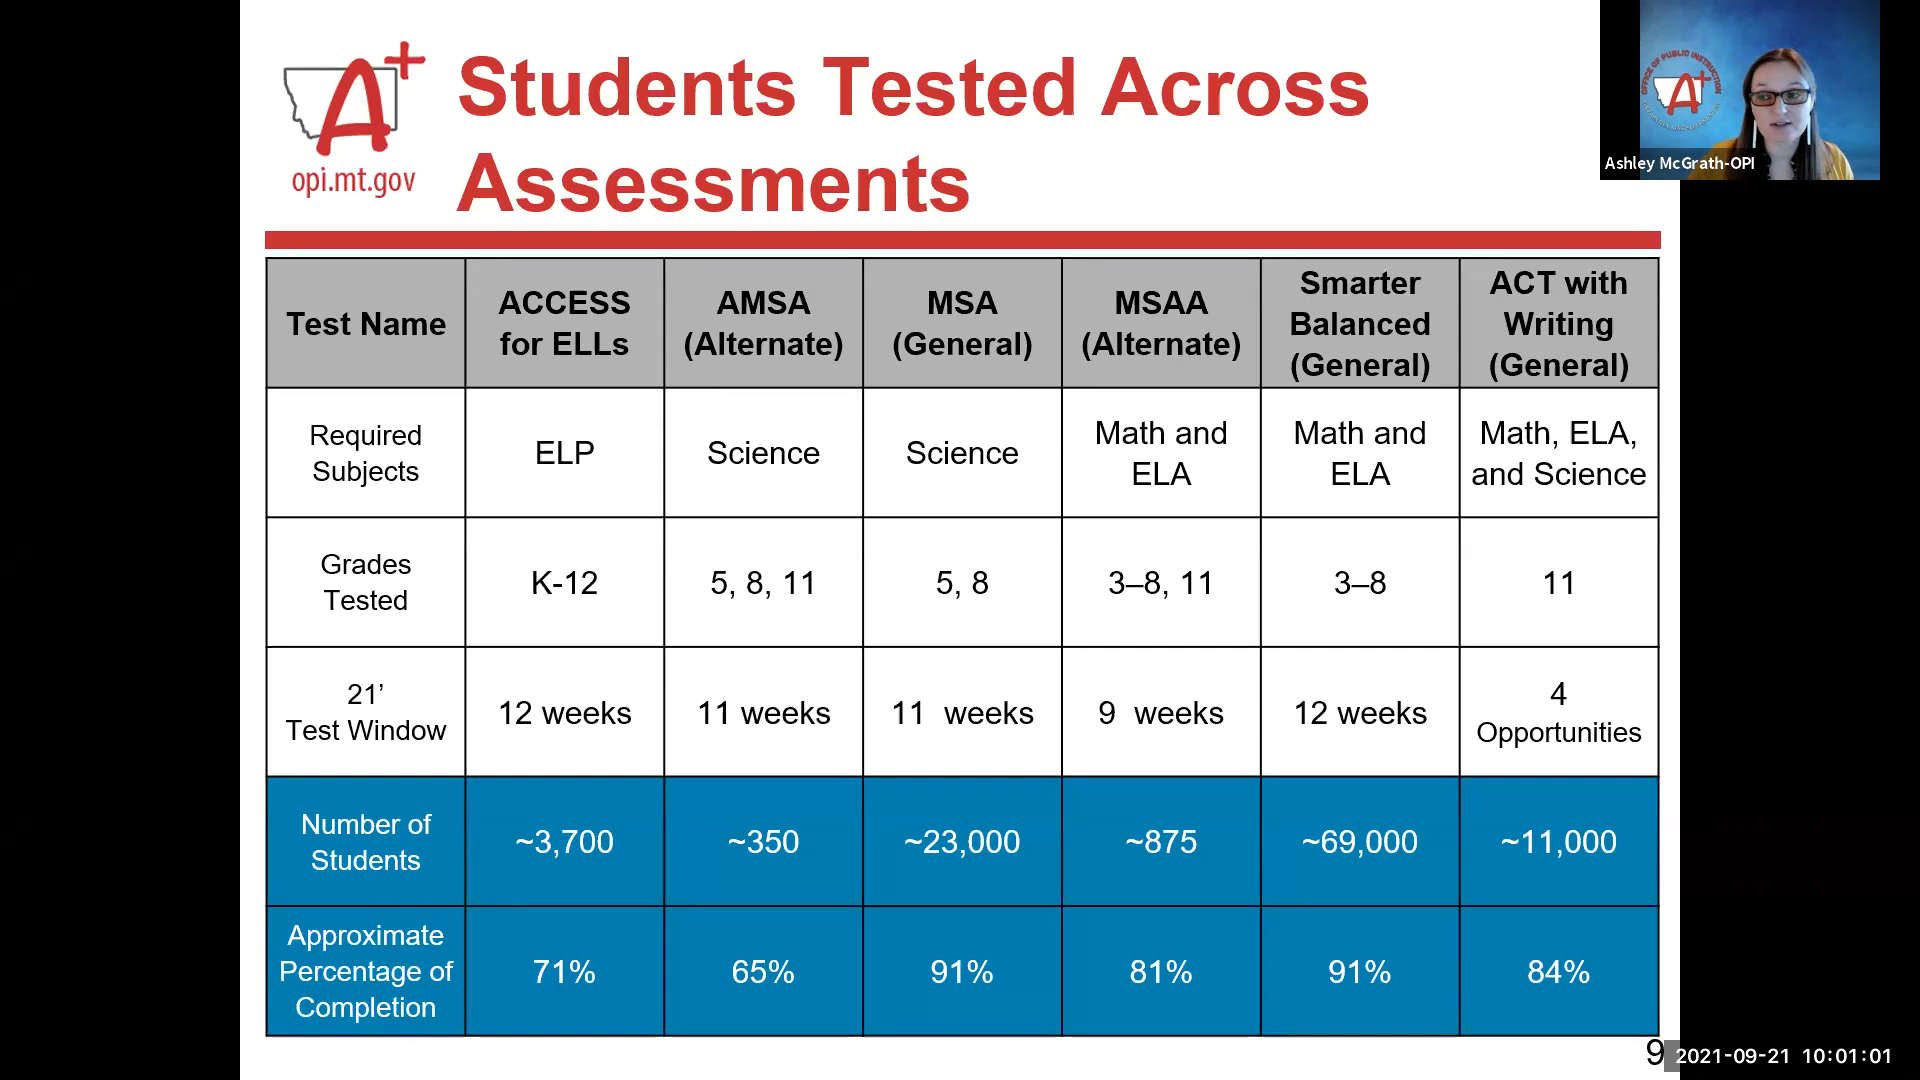 A+
opi.mt.gov
Students Tested Across
Assessments
OFFICE OF PUBLIC INSTRUCTION
A+
Ashley McGrath-OPI
Test Name
ACCESS
for ELLs
AMSA
(Alternate)
MSA
(General)
MSAA
(Alternate)
Smarter
Balanced
(General)
ACT with
Writing
(General)
Required
Subjects
ELP
Science
Science
Math and
ELA
Math and
ELA
Math, ELA,
and Science
Grades
Tested
K-12
5, 8, 11
5, 8
3–8, 11
3–8
11
21’
Test Window
12 weeks
11 weeks
11  weeks
9  weeks
12 weeks
4
Opportunities
Number of
Students
~3,700
~350
~23,000
~875
~69,000
~11,000
Approximate
Percentage of
Completion
71%
65%
91%
81%
91%
84%
9
2021-09-21 10:01:01